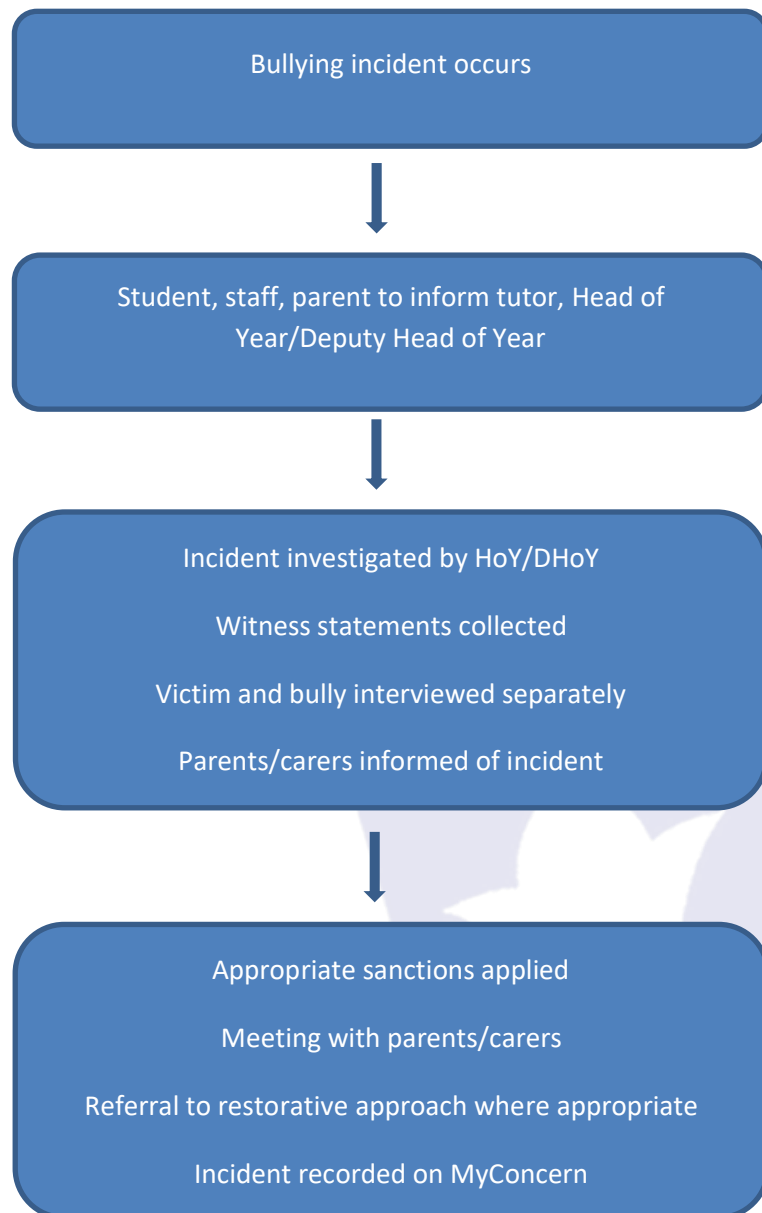 Bullying incident occurs
Student, staff, parent to inform tutor, Head of
Year/Deputy Head of Year
Incident investigated by HoY/DHoY
Witness statements collected
Victim and bully interviewed separately
Parents/carers informed of incident
Appropriate sanctions applied
Meeting with parents/carers
Referral to restorative approach where appropriate
Incident recorded on MyConcern